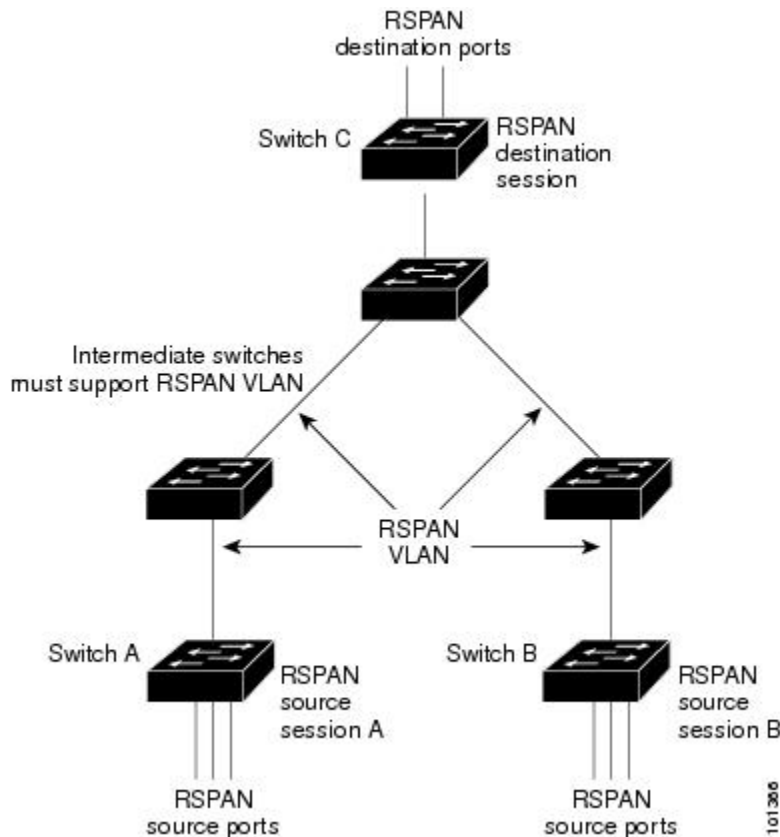 RSPAN
destination ports
Switch C
RSPAN
destination
session
Intermediate switches
must support RSPAN VLAN
RSPAN
VLAN
Switch A
RSPAN
source
session A
Switch B
RSPAN
source
session B
RSPAN
source ports
RSPAN
source ports
101366